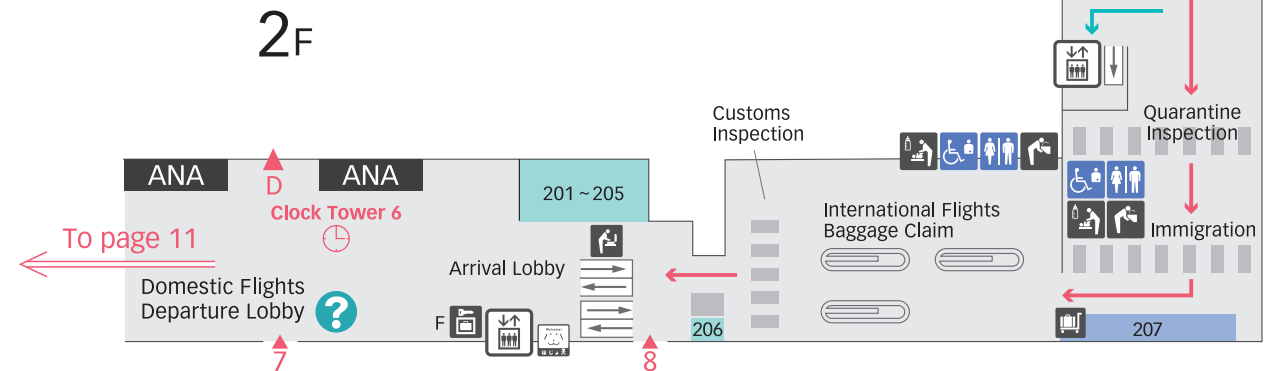 2F
Customs
Inspection
Quarantine
Inspection
ANA
ANA
D
Clock Tower 6
201 ~ 205
International Flights
Baggage Claim
Immigration
To page 11
Arrival Lobby
Domestic Flights
Departure Lobby
?
F
Welcome!
206
207
7
8